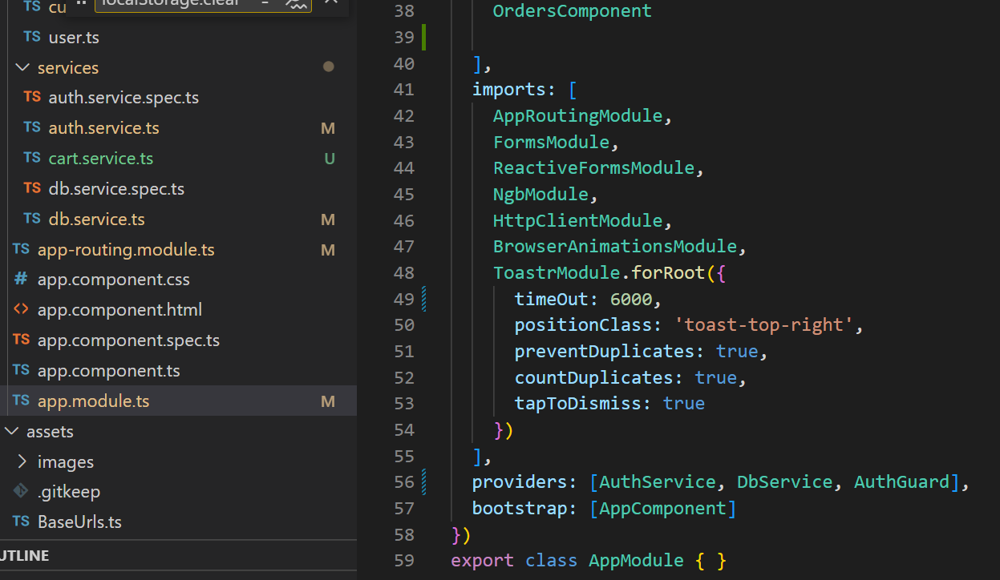 localStorage.clear
TS cu
TS user.ts
services
TS auth.service.spec.ts
TS auth.service.ts M
TS cart.service.ts U
TS db.service.spec.ts
TS db.service.ts M
TS app-routing.module.ts M
# app.component.css
<> app.component.html
TS app.component.spec.ts
TS app.component.ts
TS app.module.ts M
assets
images
.gitkeep
TS BaseUrls.ts
UTLINE
38 OrdersComponent
39
40 ],
41 imports: [
42 AppRoutingModule,
43 FormsModule,
44 ReactiveFormsModule,
45 NgbModule,
46 HttpClientModule,
47 BrowserAnimationsModule,
48 ToastrModule.forRoot({
49 timeOut: 6000,
50 positionClass: 'toast-top-right',
51 preventDuplicates: true,
52 countDuplicates: true,
53 tapToDismiss: true
54 })
55 ],
56 providers: [AuthService, DbService, AuthGuard],
57 bootstrap: [AppComponent]
58 })
59 export class AppModule { }